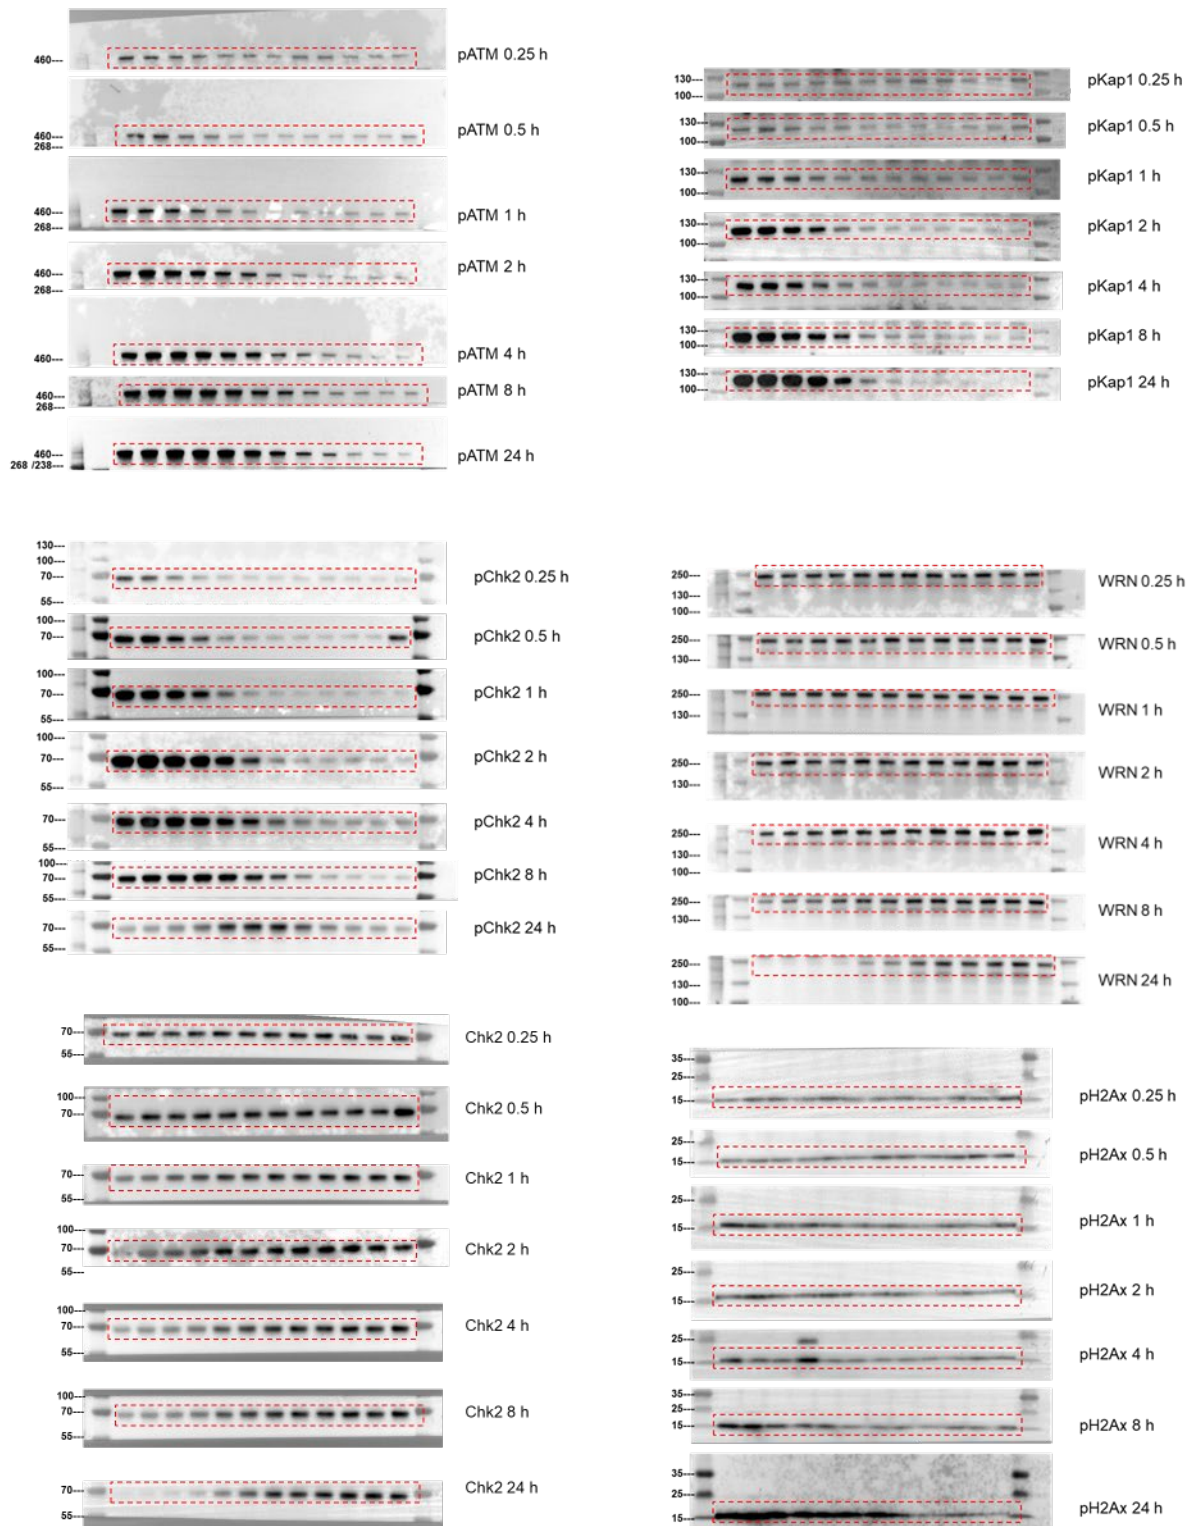 460--- pATM 0.25 h
460--- pATM 0.5 h
268---
460--- pATM 1 h
268---
460--- pATM 2 h
268---
460--- pATM 4 h
460--- pATM 8 h
268---
460--- pATM 24 h
268 /238---
130--- pKap1 0.25 h
100---
130--- pKap1 0.5 h
100---
130--- pKap1 1 h
100---
130--- pKap1 2 h
100---
100--- pKap1 4 h
130---
130--- pKap1 8 h
100---
130--- pKap1 24 h
100---
130---
100---
70--- pChk2 0.25 h
55---
100---
70--- pChk2 0.5 h
100---
70--- pChk2 1 h
55---
100---
70--- pChk2 2 h
55---
70--- pChk2 4 h
55---
100---
70--- pChk2 8 h
55---
70--- pChk2 24 h
55---
250--- WRN 0.25 h
130---
100---
250--- WRN 0.5 h
130---
250--- WRN 1 h
130---
250--- WRN 2 h
130---
250--- WRN 4 h
130---
100---
250--- WRN 8 h
130---
250--- WRN 24 h
130---
100---
70--- Chk2 0.25 h
55---
100---
70--- Chk2 0.5 h
70--- Chk2 1 h
55---
100---
70--- Chk2 2 h
55---
100---
70--- Chk2 4 h
55---
100---
70--- Chk2 8 h
55---
70--- Chk2 24 h
55---
35---
25---
15--- pH2Ax 0.25 h
25---
15--- pH2Ax 0.5 h
25---
15--- pH2Ax 1 h
25---
15--- pH2Ax 2 h
25---
15--- pH2Ax 4 h
35---
25---
15--- pH2Ax 8 h
35---
25---
15--- pH2Ax 24 h